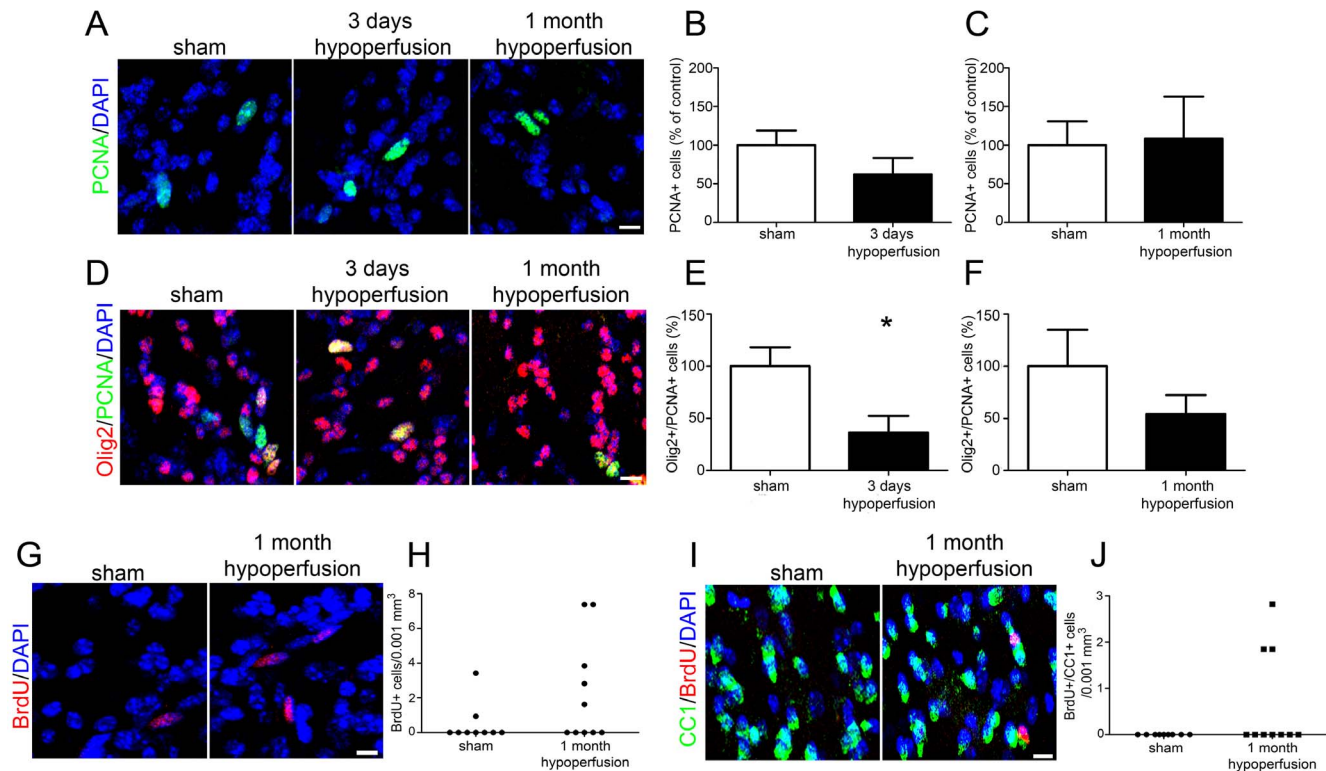 A
sham
3 days
hypoperfusion
1 month
hypoperfusion
PCNA/DAPI
B
PCNA+ cells (% of control)
200
150
100
50
0
sham
3 days
hypoperfusion
C
PCNA+ cells (% of control)
200
150
100
50
0
sham
1 month
hypoperfusion
D
sham
3 days
hypoperfusion
1 month
hypoperfusion
Olig2/PCNA/DAPI
E
Olig2+/PCNA+ cells (%)
150
100
50
0
*
sham
3 days
hypoperfusion
F
Olig2+/PCNA+ cells (%)
150
100
50
0
sham
1 month
hypoperfusion
G
sham
1 month
hypoperfusion
BrdU/DAPI
H
BrdU+ cells/0.001 mm³
8
6
4
2
0
sham
1 month
hypoperfusion
I
sham
1 month
hypoperfusion
CC1/BrdU/DAPI
J
BrdU+/CC1+ cells
/0.001 mm³
3
2
1
0
sham
1 month
hypoperfusion